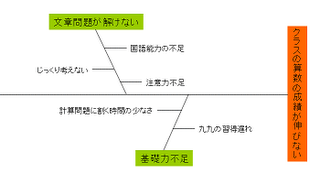 文章問題が解けない
国語能力の不足
じっくり考えない
注意力不足
計算問題に割く時間の少なさ
九九の習得遅れ
基礎力不足
クラスの算数の成績が伸びない